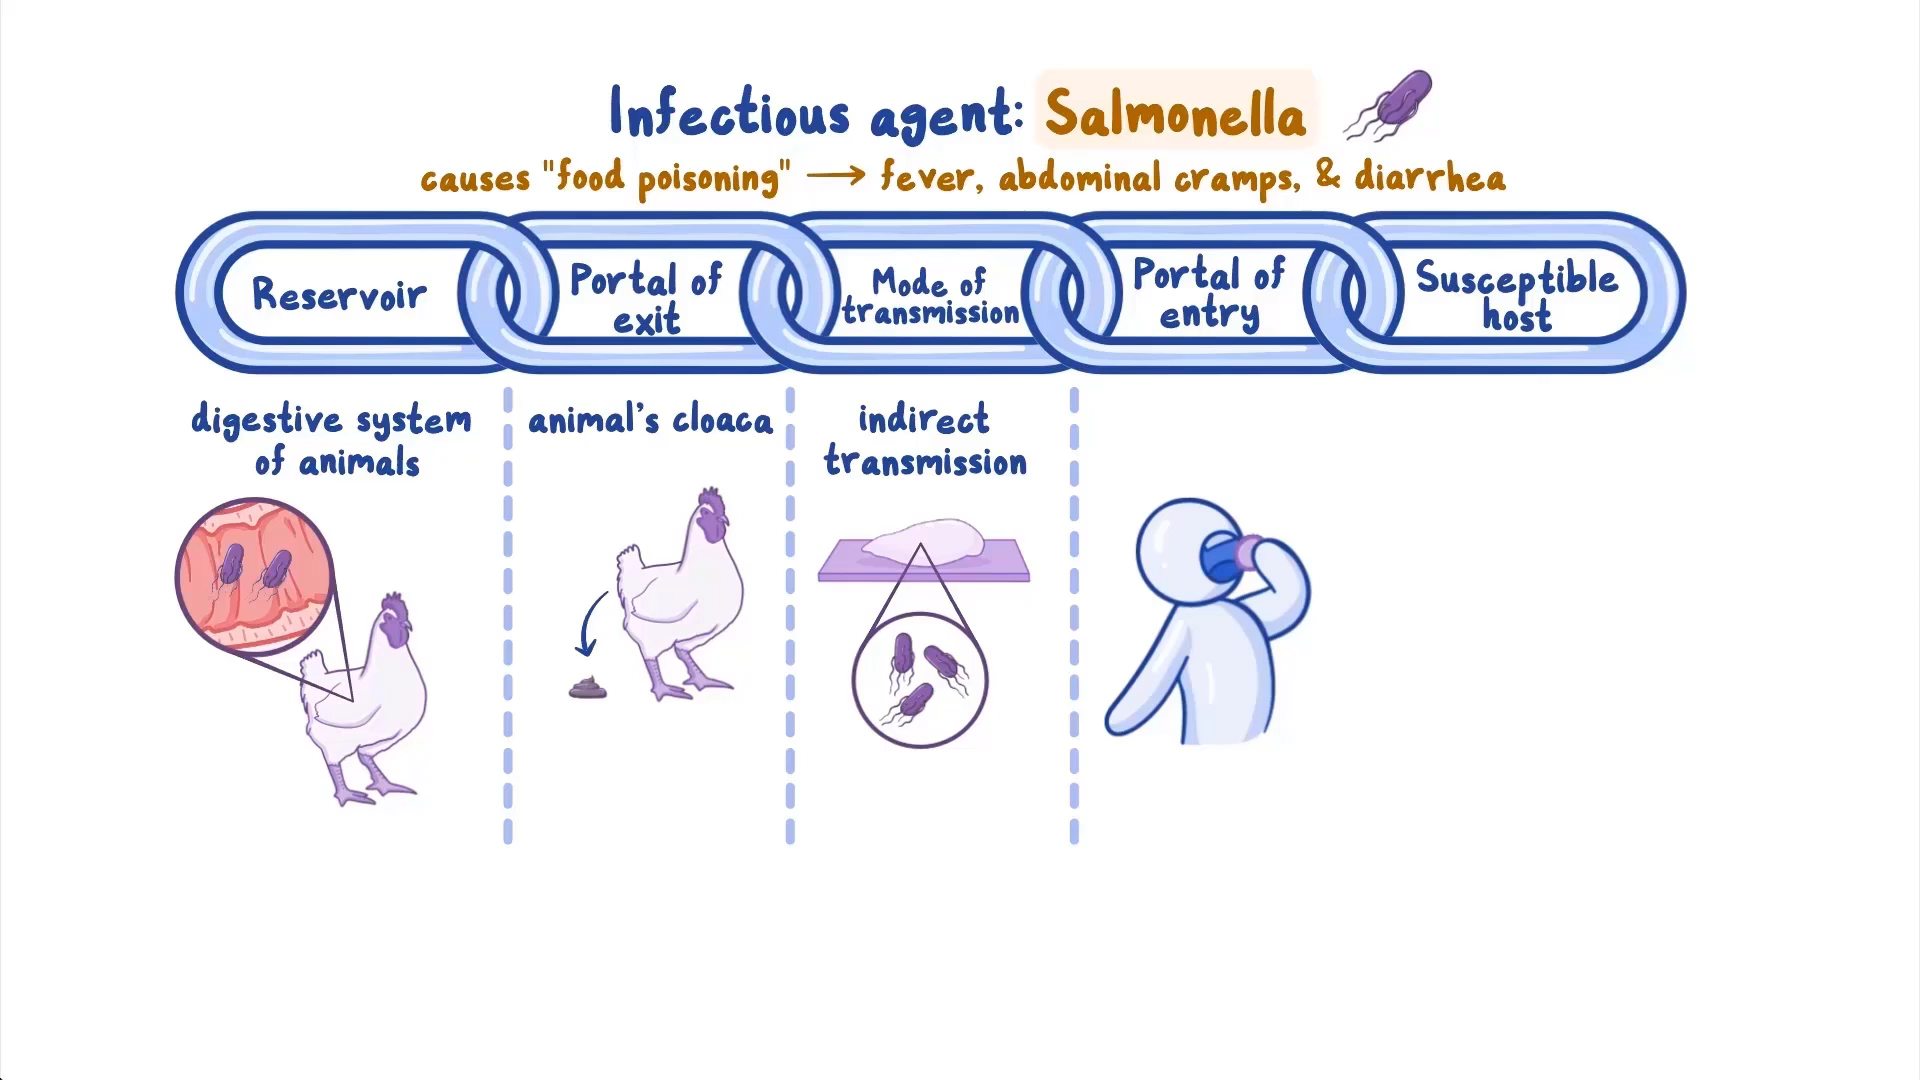 Infectious agent: Salmonella
causes "food poisoning" → fever, abdominal cramps, & diarrhea
Reservoir
Portal of
exit
Mode of
transmission
Portal of
entry
Susceptible
host
digestive system
of animals
animal's cloaca
indirect
transmission